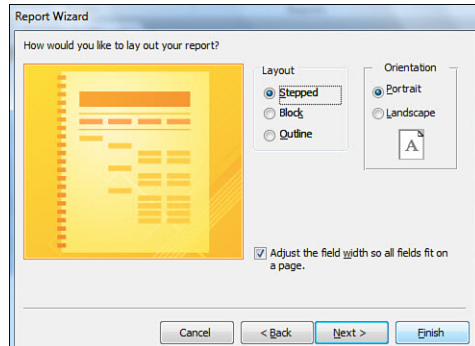 Report Wizard
How would you like to lay out your report?
Layout
Stepped
Block
Outline
Orientation
Portrait
Landscape
A
Adjust the field width so all fields fit on
a page.
Cancel
< Back
Next >
Finish